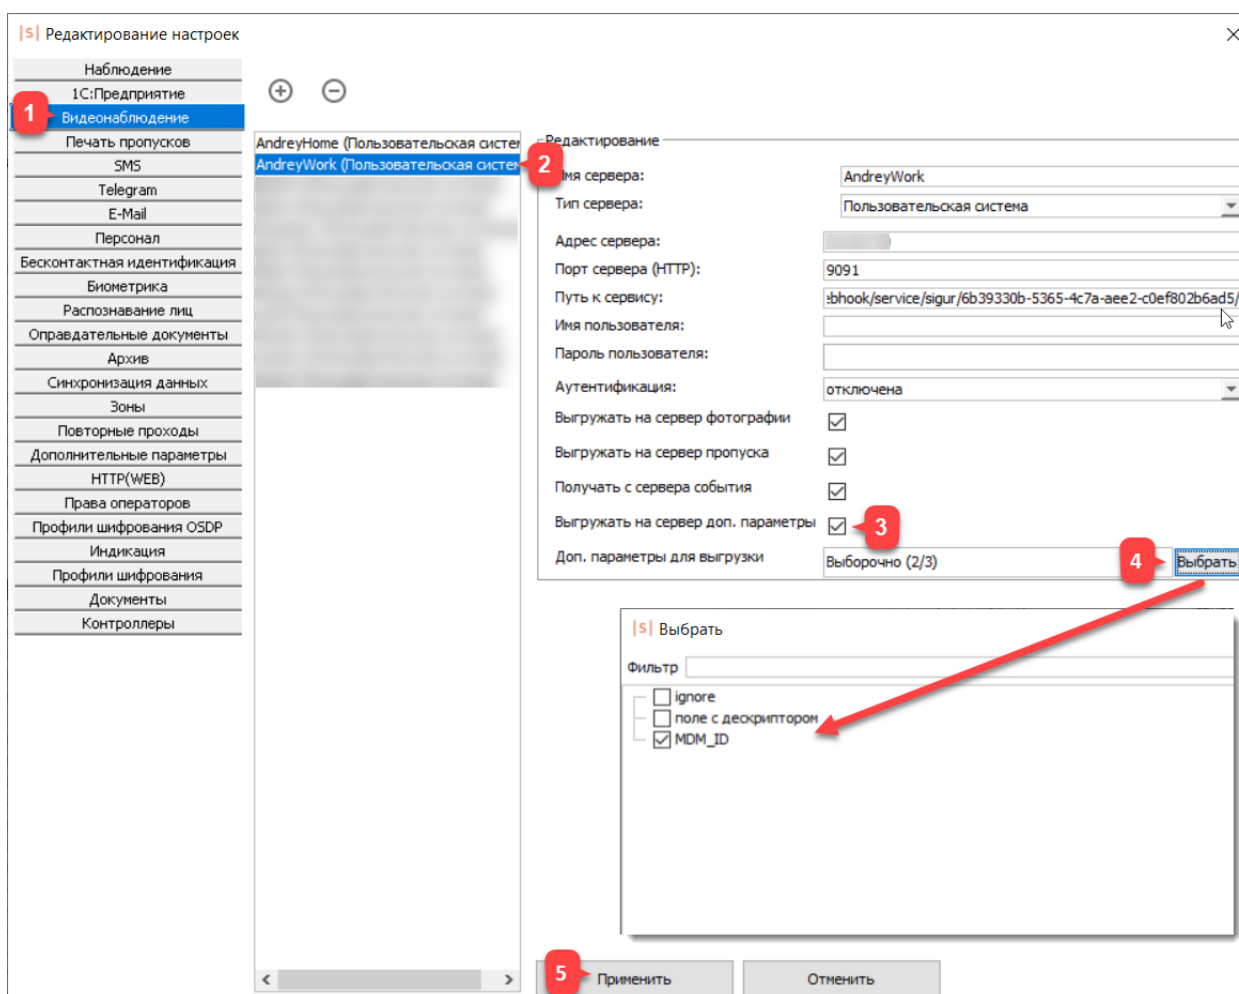 |S| Редактирование настроек
Наблюдение
1С:Предприятие
1
Видеонаблюдение
Печать пропусков
SMS
Telegram
E-Mail
Персонал
Бесконтактная идентификация
Биометрика
Распознавание лиц
Оправдательные документы
Архив
Синхронизация данных
Зоны
Повторные проходы
Дополнительные параметры
HTTP(WEB)
Права операторов
Профили шифрования OSDP
Индикация
Профили шифрования
Документы
Контроллеры
AndreyHome (Пользовательская систем
AndreyWork (Пользовательская систем
2
Редактирование
Имя сервера:
AndreyWork
Тип сервера:
Пользовательская система
Адрес сервера:
Порт сервера (HTTP):
9091
Путь к сервису:
ebhook/service/sigur/6b39330b-5365-4c7a-aee2-c0ef802b6ad5/
Имя пользователя:
Пароль пользователя:
Аутентификация:
отключена
Выгружать на сервер фотографии
Выгружать на сервер пропуска
Получать с сервера события
Выгружать на сервер доп. параметры
3
Доп. параметры для выгрузки
Выборочно (2/3)
4
Выбрать
|S| Выбрать
Фильтр
ignore
поле с дескриптором
MDM_ID
5
Применить
Отменить